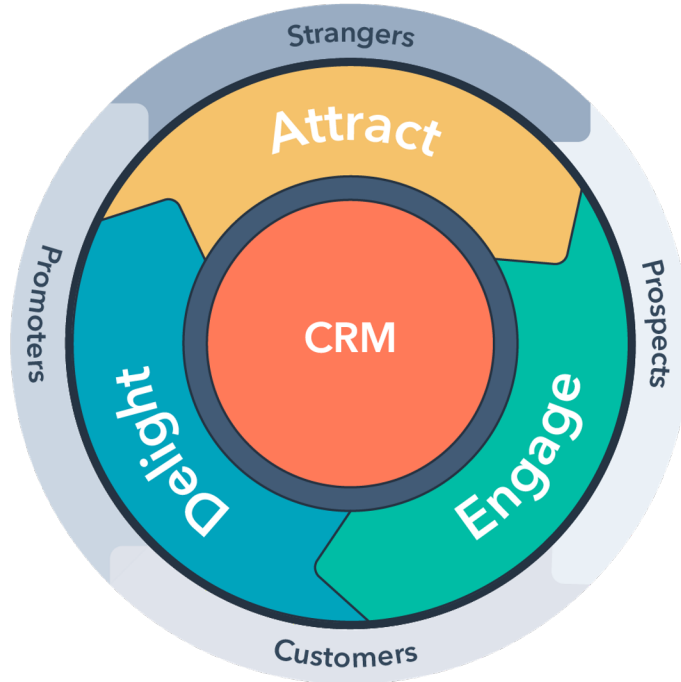 Strangers
Attract
Promoters
Prospects
CRM
Delight
Engage
Customers